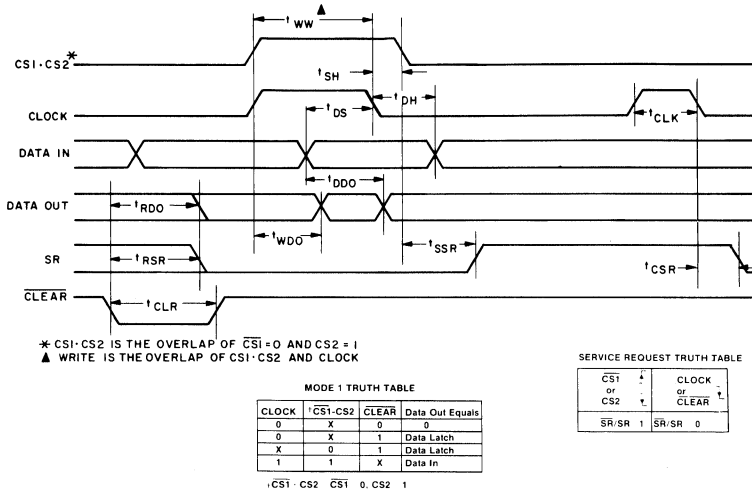 ▲
t WW
CS1·CS2*
t SH
CLOCK
t DS
t DH
t CLK
DATA IN
t DDO
DATA OUT
t RDO
t WDO
SR
t RSR
t SSR
t CSR
CLEAR
t CLR
* CS1·CS2 IS THE OVERLAP OF CS1=0 AND CS2 = 1
▲ WRITE IS THE OVERLAP OF CS1·CS2 AND CLOCK
SERVICE REQUEST TRUTH TABLE
CS1 CLOCK
or or
CS2 CLEAR
SR/SR 1 SR/SR 0
MODE 1 TRUTH TABLE
CLOCK †CS1-CS2 CLEAR Data Out Equals
0 X 0 0
0 X 1 Data Latch
X 0 1 Data Latch
1 1 X Data In
CS1 · CS2 CS1 0, CS2 1